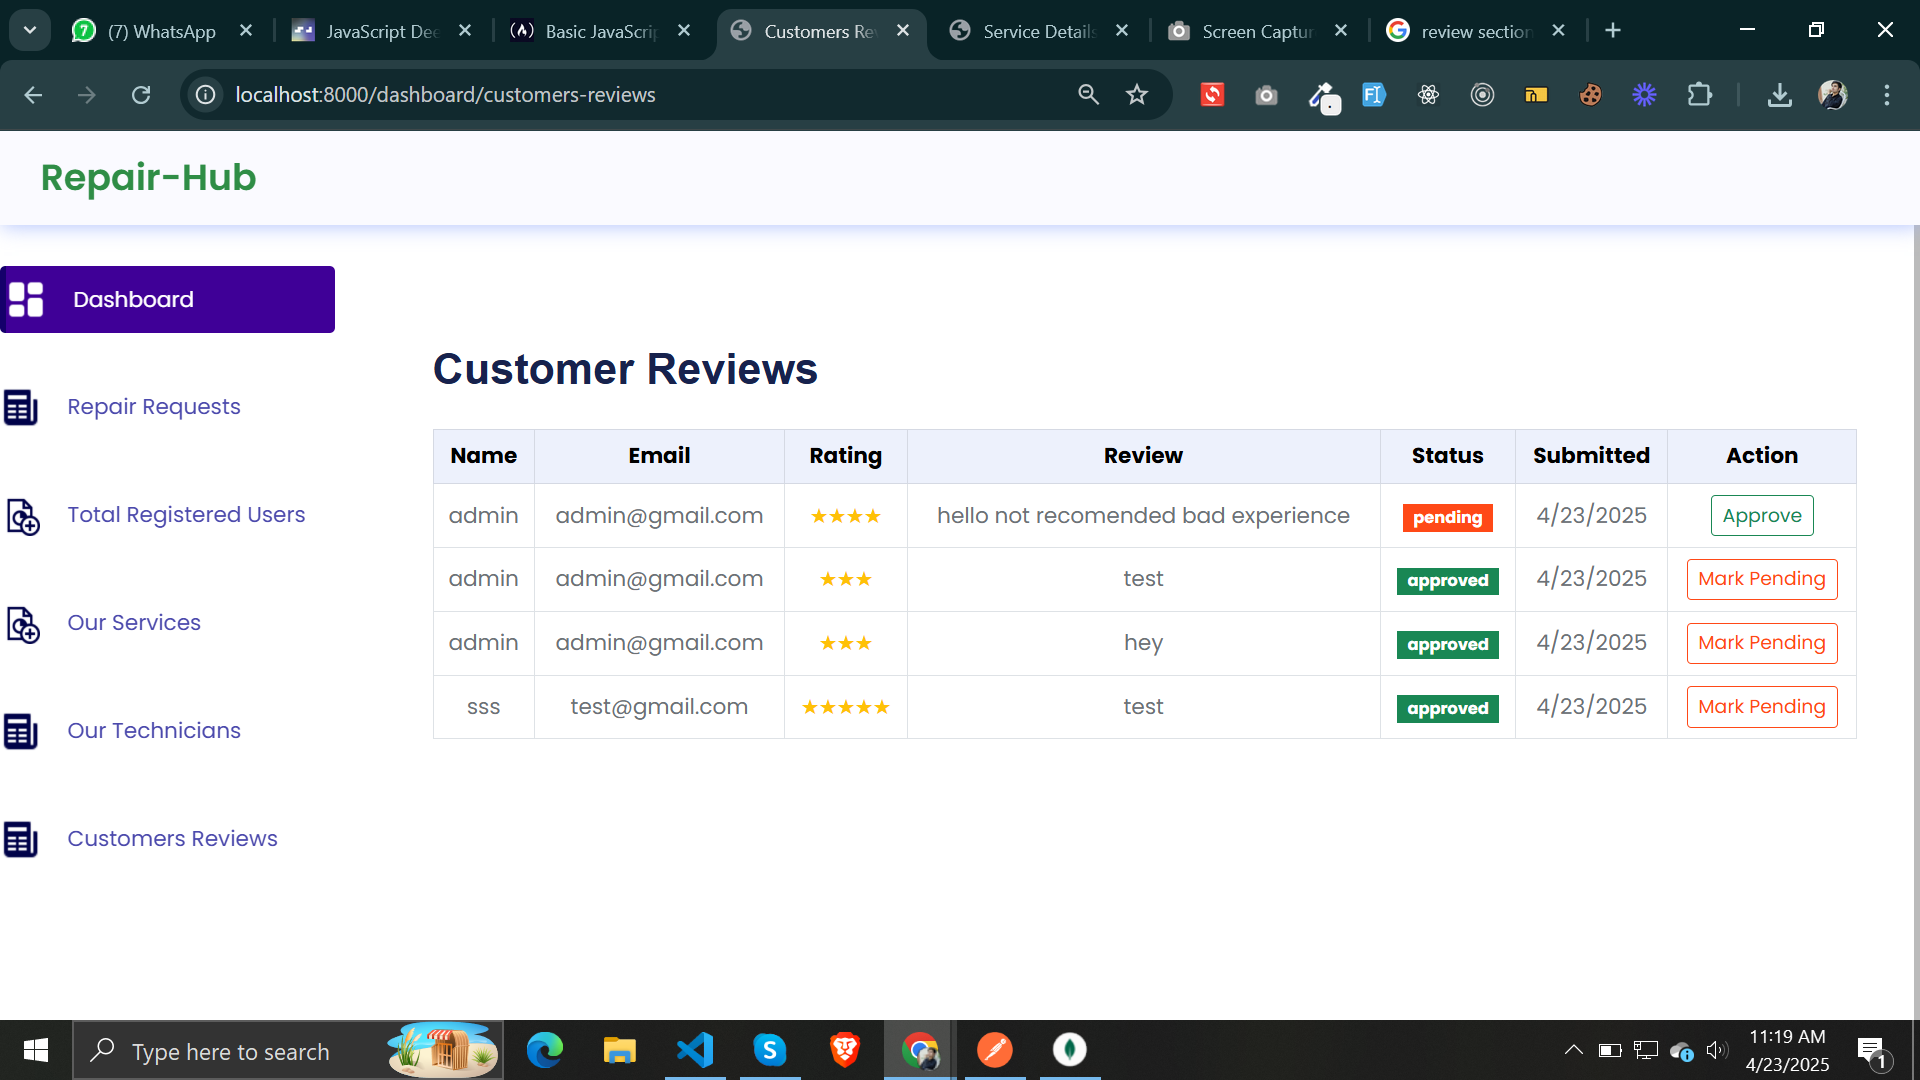 (7) WhatsApp
JavaScript Dee
Basic JavaScrip
Customers Rev
Service Details
Screen Captur
review section
localhost:8000/dashboard/customers-reviews
Repair-Hub
Dashboard
Repair Requests
Total Registered Users
Our Services
Our Technicians
Customers Reviews
Customer Reviews
Name Email Rating Review Status Submitted Action
admin admin@gmail.com ★★★★ hello not recomended bad experience pending 4/23/2025 Approve
admin admin@gmail.com ★★★ test approved 4/23/2025 Mark Pending
admin admin@gmail.com ★★★ hey approved 4/23/2025 Mark Pending
sss test@gmail.com ★★★★★ test approved 4/23/2025 Mark Pending
Type here to search
11:19 AM
4/23/2025
1